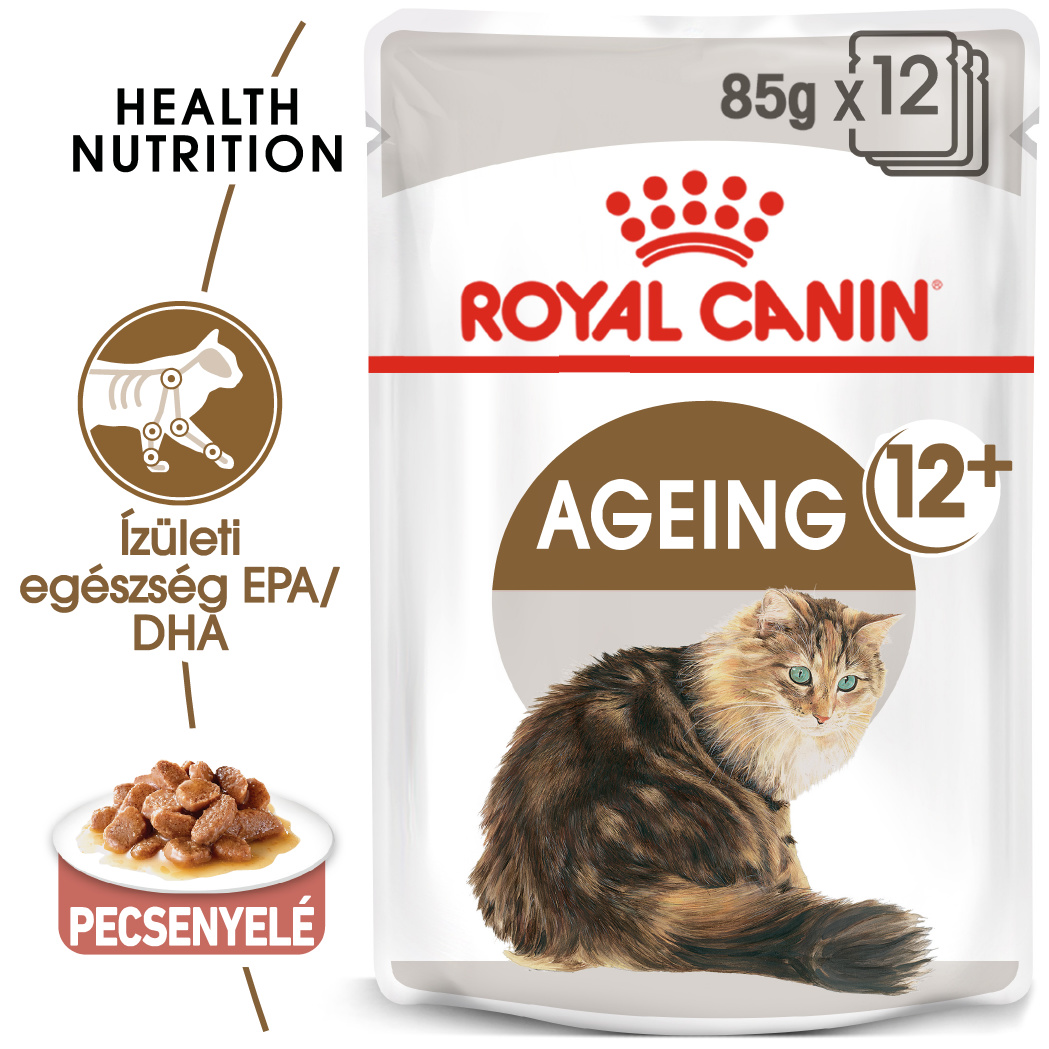 HEALTH
NUTRITION
Ízületi
egészség EPA/
DHA
PECSENYELÉ
85g x12
ROYAL CANIN®
AGEING 12+